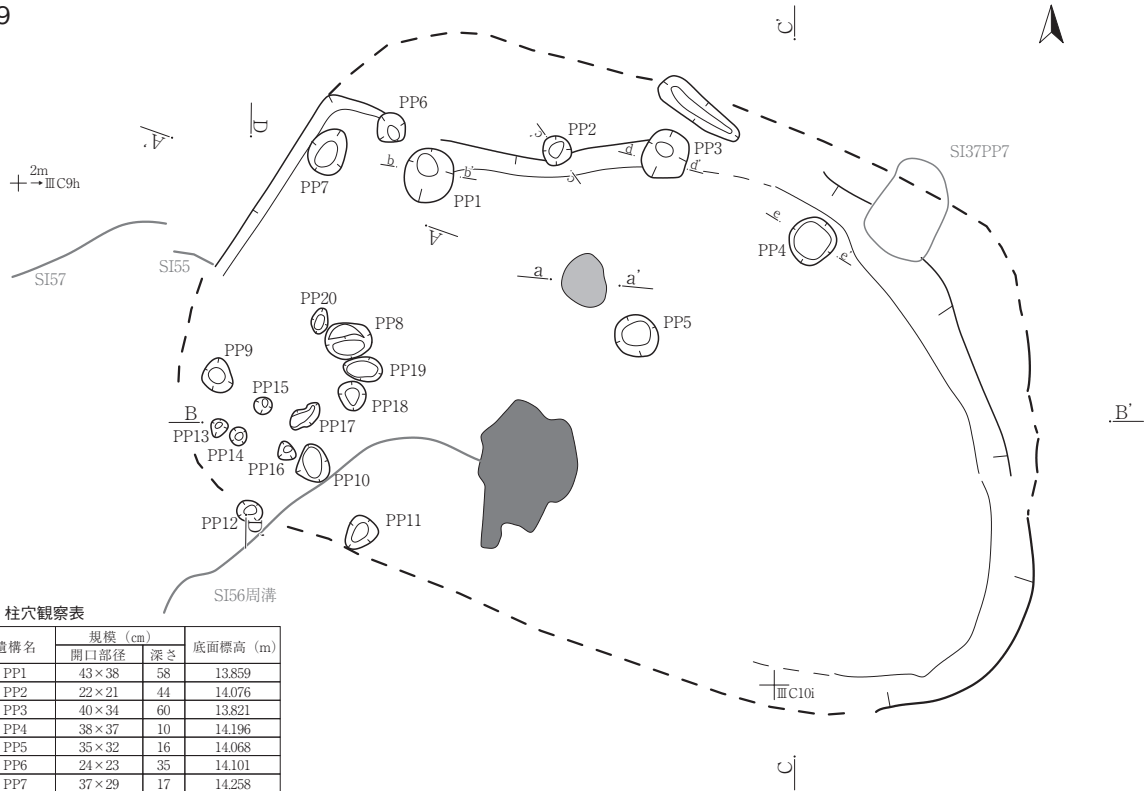 9
C'
PP6
D
A'
PP2
c'
PP3
d
d'
SI37PP7
2m
→ⅢC9h
b
b'
PP7
PP1
c
e
A
PP4
e'
SI55
SI57
a
a'
PP20
PP8
PP5
PP9
PP19
PP15
PP18
B
PP17
B'
PP13
PP14
PP16
PP10
PP12
D'
PP11
SI56周溝
柱穴観察表
遺構名 規模（㎝） 底面標高（m）
開口部径 深さ
PP1 43×38 58 13.859
PP2 22×21 44 14.076
PP3 40×34 60 13.821
PP4 38×37 10 14.196
PP5 35×32 16 14.068
PP6 24×23 35 14.101
PP7 37×29 17 14.258
ⅢC10i
C